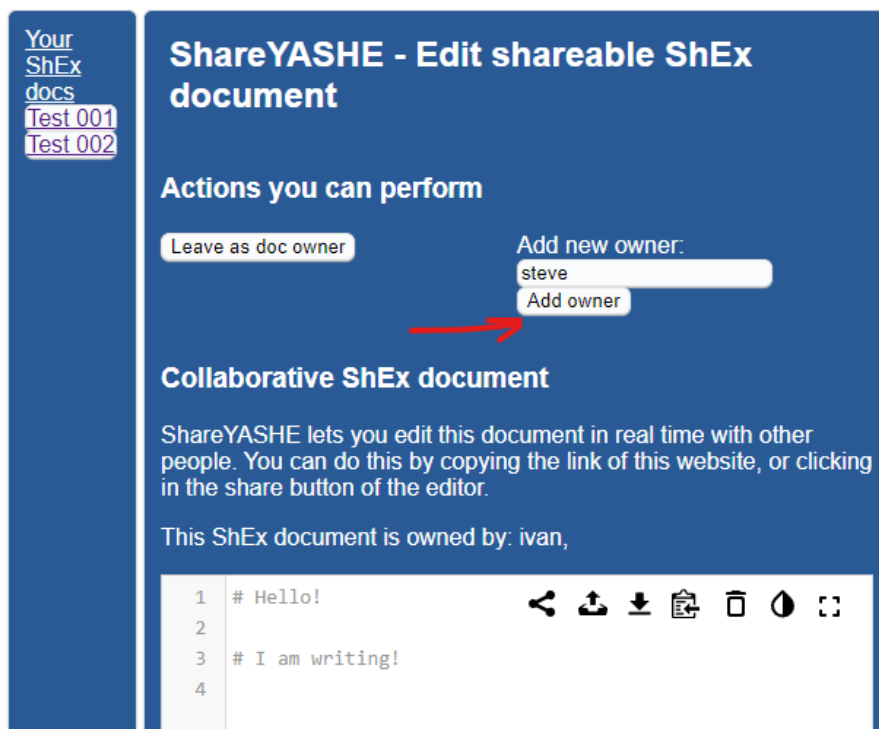 Your
ShEx
docs
Test 001
Test 002
ShareYASHE - Edit shareable ShEx
document
Actions you can perform
Leave as doc owner
Add new owner:
steve
Add owner
Collaborative ShEx document
ShareYASHE lets you edit this document in real time with other
people. You can do this by copying the link of this website, or clicking
in the share button of the editor.
This ShEx document is owned by: ivan,
1 # Hello!
2
3 # I am writing!
4